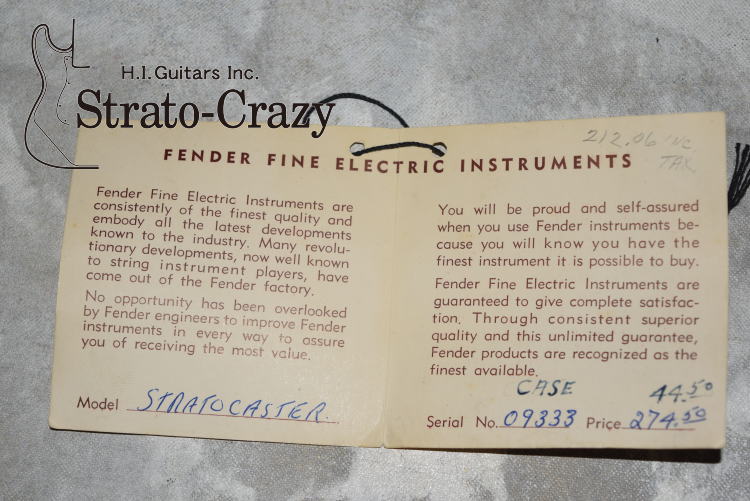 H.I.Guitars Inc.
Strato-Crazy
212.06 INC
TAX
FENDER FINE ELECTRIC INSTRUMENTS
Fender Fine Electric Instruments are
consistently of the finest quality and
embody all the latest developments
known to the industry. Many revolu-
tionary developments, now well known
to string instrument players, have
come out of the Fender factory.
No opportunity has been overlooked
by Fender engineers to improve Fender
instruments in every way to assure
you of receiving the most value.
Model STRATOCASTER
You will be proud and self-assured
when you use Fender instruments be-
cause you will know you have the
finest instrument it is possible to buy.
Fender Fine Electric Instruments are
guaranteed to give complete satisfac-
tion. Through consistent superior
quality and this unlimited guarantee,
Fender products are recognized as the
finest available.
CASE 44.50
Serial No. 09333 Price 274.50